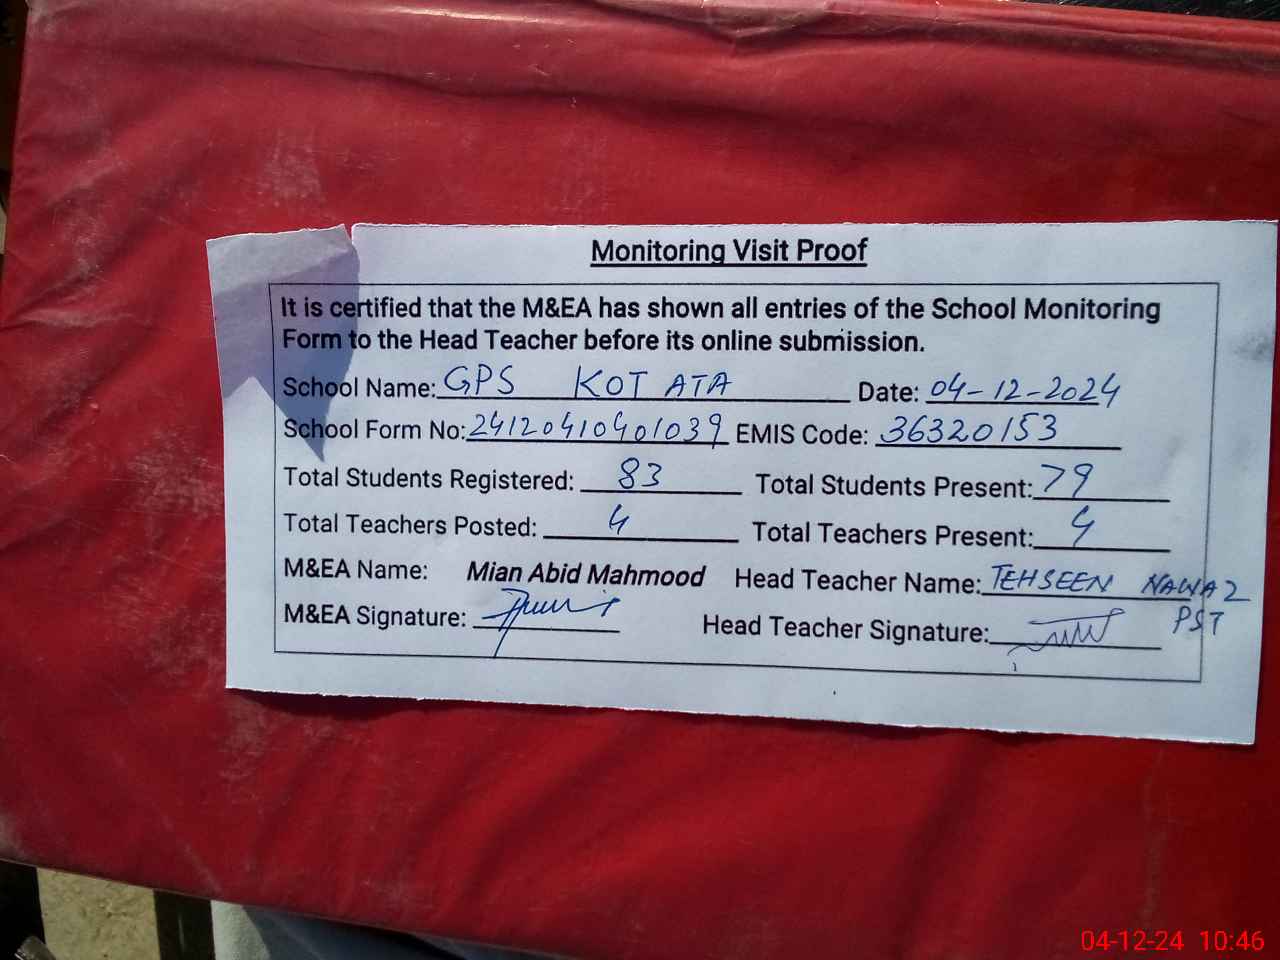 Monitoring Visit Proof
It is certified that the M&EA has shown all entries of the School Monitoring
Form to the Head Teacher before its online submission.
School Name: GPS KOT ATA Date: 04-12-2024
School Form No: 24120410401039 EMIS Code: 36320153
Total Students Registered: 83 Total Students Present: 79
Total Teachers Posted: 4 Total Teachers Present: 4
M&EA Name: Mian Abid Mahmood Head Teacher Name: TEHSEEN NAWAZ
PST
M&EA Signature: Head Teacher Signature:
04-12-24 10:46